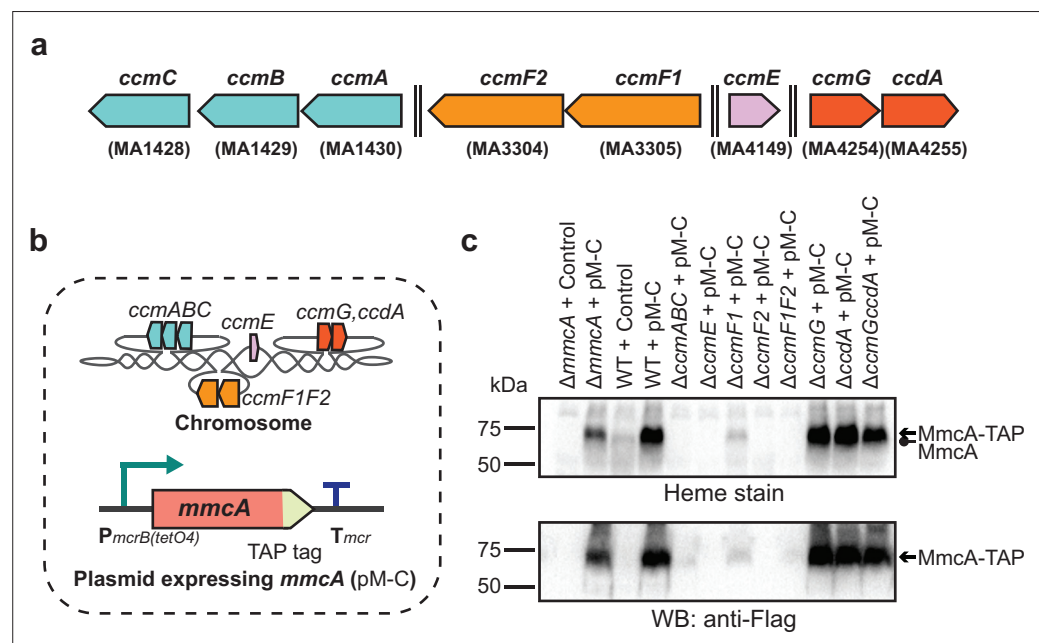 a
ccmC ccmB ccmA ccmF2 ccmF1 ccmE ccmG ccdA
(MA1428) (MA1429) (MA1430) (MA3304) (MA3305) (MA4149) (MA4254)(MA4255)
b
ccmABC
ccmE
ccmG,ccdA
ccmF1F2
Chromosome
mmcA
PmcrB(tetO4)
TAP tag
Tmcr
Plasmid expressing mmcA (pM-C)
c
ΔmmcA + Control
ΔmmcA + pM-C
WT + Control
WT + pM-C
ΔccmABC + pM-C
ΔccmE + pM-C
ΔccmF1 + pM-C
ΔccmF2 + pM-C
ΔccmF1F2 + pM-C
ΔccmG + pM-C
ΔccdA + pM-C
ΔccmGccdA + pM-C
kDa
75
50
MmcA-TAP
MmcA
Heme stain
75
50
MmcA-TAP
WB: anti-Flag